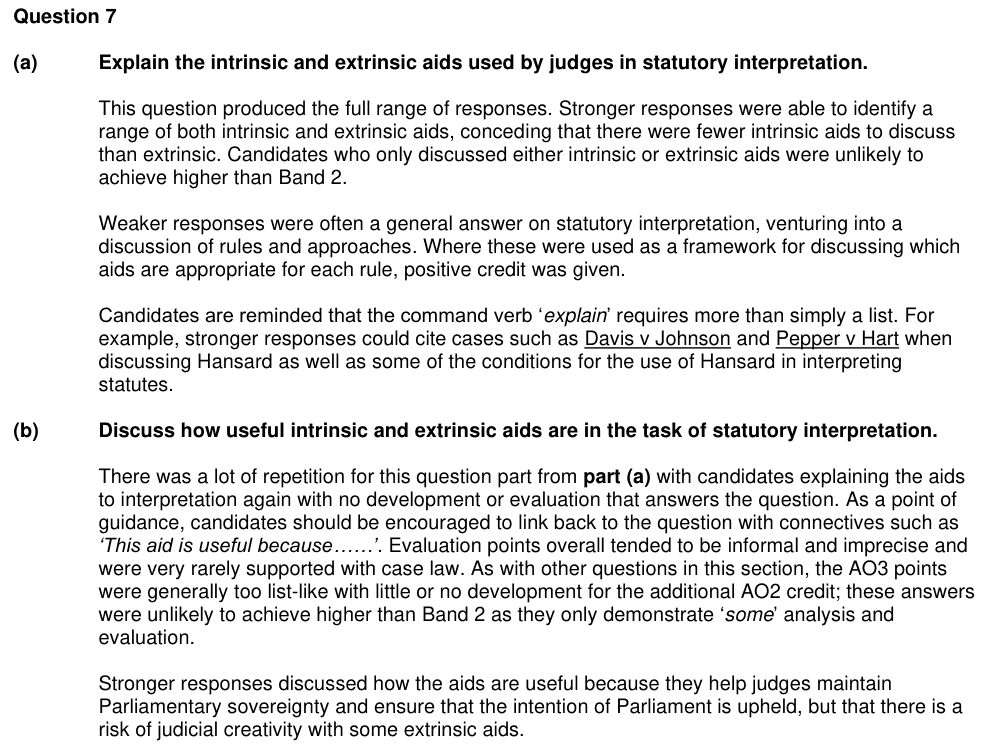 Question 7
(a) Explain the intrinsic and extrinsic aids used by judges in statutory interpretation.
This question produced the full range of responses. Stronger responses were able to identify a
range of both intrinsic and extrinsic aids, conceding that there were fewer intrinsic aids to discuss
than extrinsic. Candidates who only discussed either intrinsic or extrinsic aids were unlikely to
achieve higher than Band 2.
Weaker responses were often a general answer on statutory interpretation, venturing into a
discussion of rules and approaches. Where these were used as a framework for discussing which
aids are appropriate for each rule, positive credit was given.
Candidates are reminded that the command verb ‘explain’ requires more than simply a list. For
example, stronger responses could cite cases such as Davis v Johnson and Pepper v Hart when
discussing Hansard as well as some of the conditions for the use of Hansard in interpreting
statutes.
(b) Discuss how useful intrinsic and extrinsic aids are in the task of statutory interpretation.
There was a lot of repetition for this question part from part (a) with candidates explaining the aids
to interpretation again with no development or evaluation that answers the question. As a point of
guidance, candidates should be encouraged to link back to the question with connectives such as
‘This aid is useful because……’. Evaluation points overall tended to be informal and imprecise and
were very rarely supported with case law. As with other questions in this section, the AO3 points
were generally too list-like with little or no development for the additional AO2 credit; these answers
were unlikely to achieve higher than Band 2 as they only demonstrate ‘some’ analysis and
evaluation.
Stronger responses discussed how the aids are useful because they help judges maintain
Parliamentary sovereignty and ensure that the intention of Parliament is upheld, but that there is a
risk of judicial creativity with some extrinsic aids.